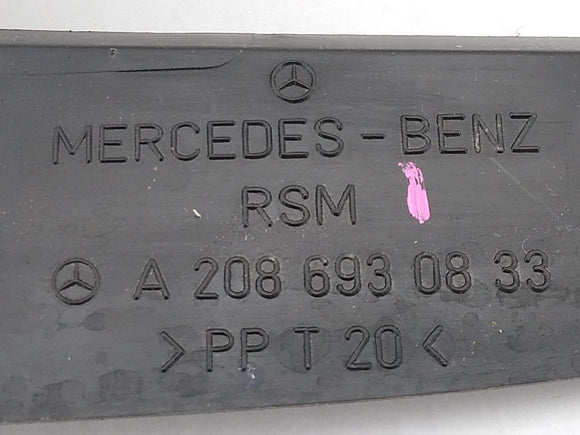 MERCEDES-BENZ
RSM
A 208 693 08 33
>PP T 20<